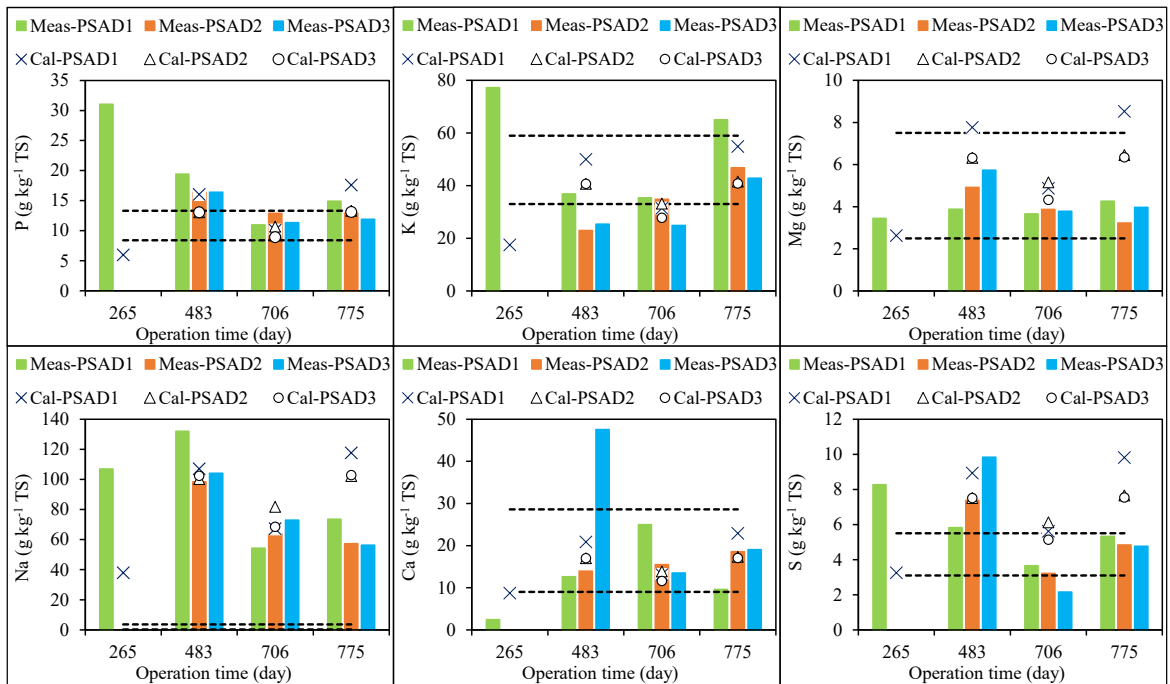 Meas-PSAD1 Meas-PSAD2 Meas-PSAD3
Cal-PSAD1 Cal-PSAD2 Cal-PSAD3
P (g kg⁻¹ TS)
35
30
25
20
15
10
5
0
265 483 706 775
Operation time (day)
Meas-PSAD1 Meas-PSAD2 Meas-PSAD3
Cal-PSAD1 Cal-PSAD2 Cal-PSAD3
K (g kg⁻¹ TS)
80
60
40
20
0
265 483 706 775
Operation time (day)
Meas-PSAD1 Meas-PSAD2 Meas-PSAD3
Cal-PSAD1 Cal-PSAD2 Cal-PSAD3
Mg (g kg⁻¹ TS)
10
8
6
4
2
0
265 483 706 775
Operation time (day)
Meas-PSAD1 Meas-PSAD2 Meas-PSAD3
Cal-PSAD1 Cal-PSAD2 Cal-PSAD3
Na (g kg⁻¹ TS)
140
120
100
80
60
40
20
0
265 483 706 775
Operation time (day)
Meas-PSAD1 Meas-PSAD2 Meas-PSAD3
Cal-PSAD1 Cal-PSAD2 Cal-PSAD3
Ca (g kg⁻¹ TS)
50
40
30
20
10
0
265 483 706 775
Operation time (day)
Meas-PSAD1 Meas-PSAD2 Meas-PSAD3
Cal-PSAD1 Cal-PSAD2 Cal-PSAD3
S (g kg⁻¹ TS)
12
10
8
6
4
2
0
265 483 706 775
Operation time (day)